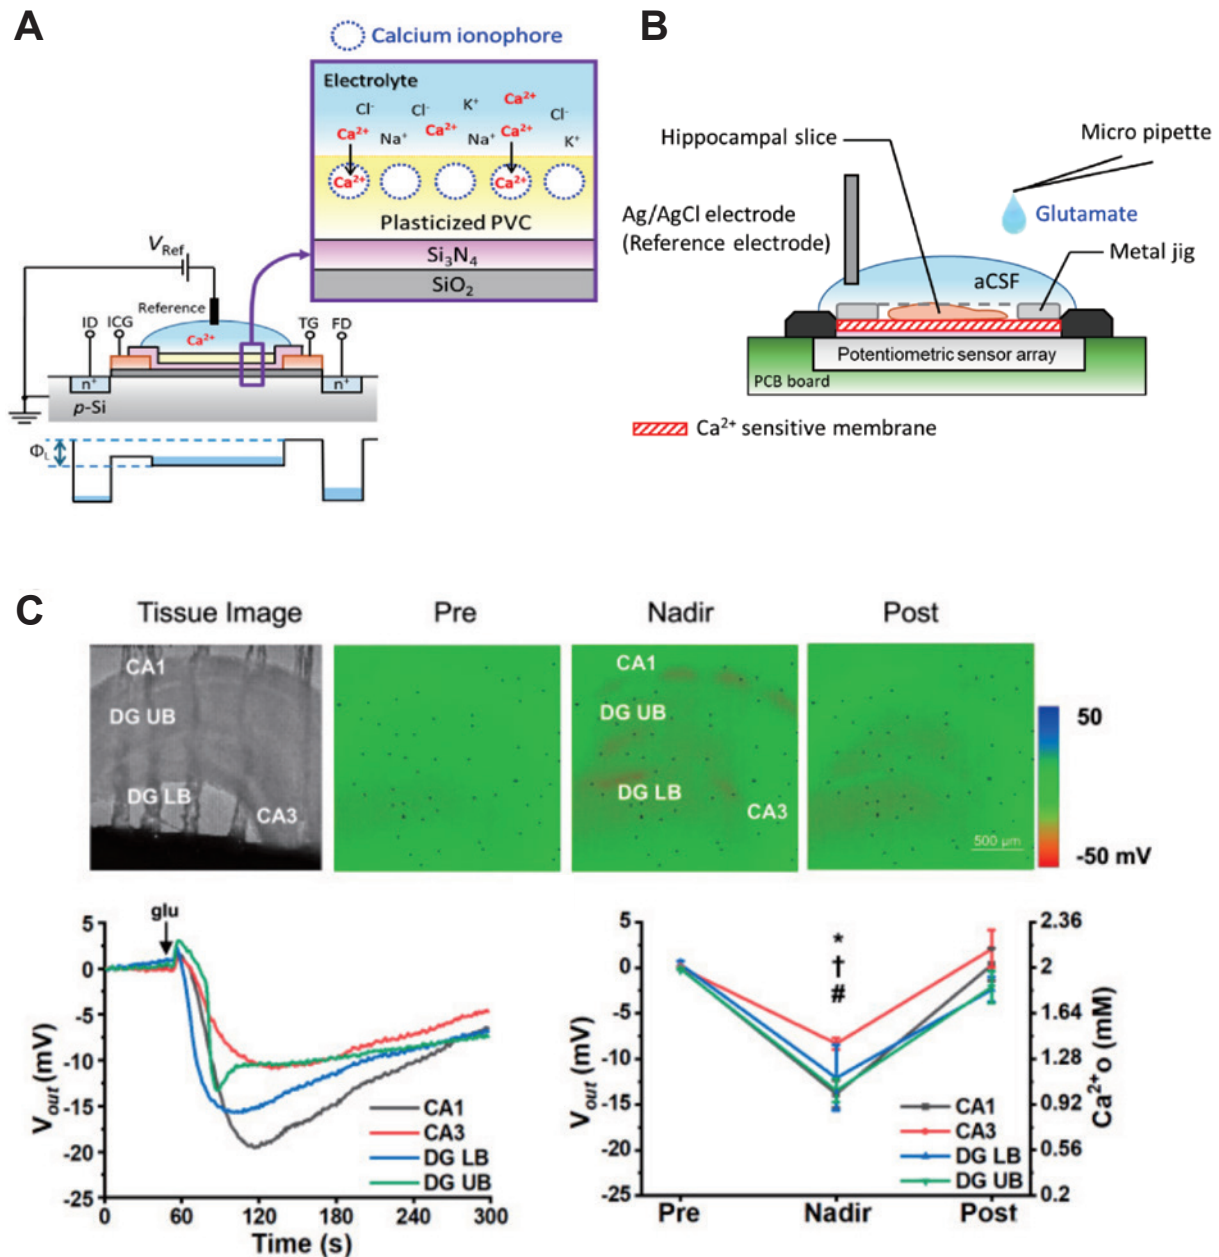 A
Calcium ionophore
Electrolyte
Cl⁻ Cl⁻ K⁺ Ca²⁺ Cl⁻
Ca²⁺ Na⁺ Ca²⁺ Na⁺ Ca²⁺ K⁺
Ca²⁺ Ca²⁺
Plasticized PVC
Si₃N₄
SiO₂
V_Ref
Reference
ID ICG TG FD
Ca²⁺
n⁺ n⁺
p-Si
Φ_L
B
Hippocampal slice
Micro pipette
Ag/AgCl electrode
(Reference electrode)
Glutamate
Metal jig
aCSF
Potentiometric sensor array
PCB board
Ca²⁺ sensitive membrane
C
Tissue Image Pre Nadir Post
CA1
DG UB
DG LB
CA3
CA1
DG UB
DG LB
CA3
500 µm
50
-50 mV
glu
5
0
-5
-10
-15
-20
-25
V_out (mV)
CA1
CA3
DG LB
DG UB
0 60 120 180 240 300
Time (s)
5
0
-5
-10
-15
-20
-25
V_out (mV)
*
†
#
CA1
CA3
DG LB
DG UB
Pre Nadir Post
2.36
2
1.64
1.28
0.92
0.56
0.2
Ca²⁺o (mM)